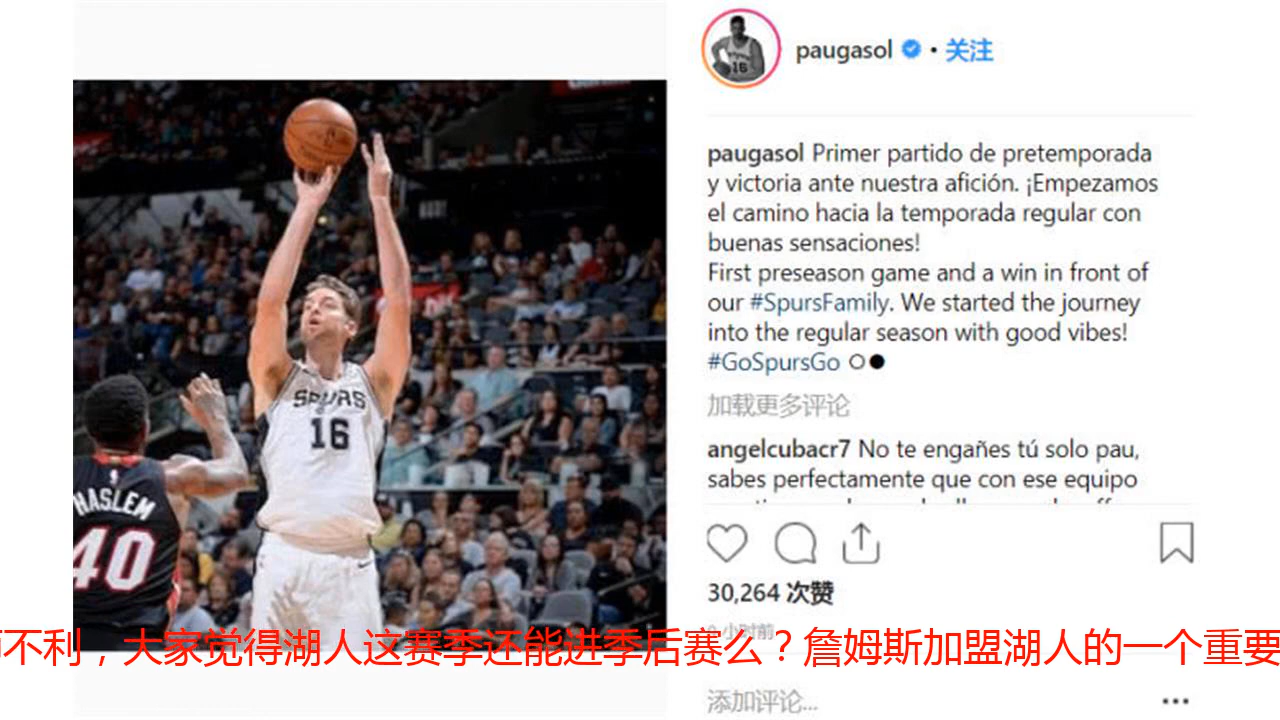 paugasol • 关注
paugasol Primer partido de pretemporada
y victoria ante nuestra afición. ¡Empezamos
el camino hacia la temporada regular con
buenas sensaciones!
First preseason game and a win in front of
our #SpursFamily. We started the journey
into the regular season with good vibes!
#GoSpursGo
加载更多评论
angelcubacr7 No te engañes tú solo pau,
sabes perfectamente que con ese equipo
30,264 次赞
小时前
不利，大家觉得湖人这赛季还能进季后赛么？詹姆斯加盟湖人的一个重要
添加评论...
SPURS
16
HASLEM
40
16